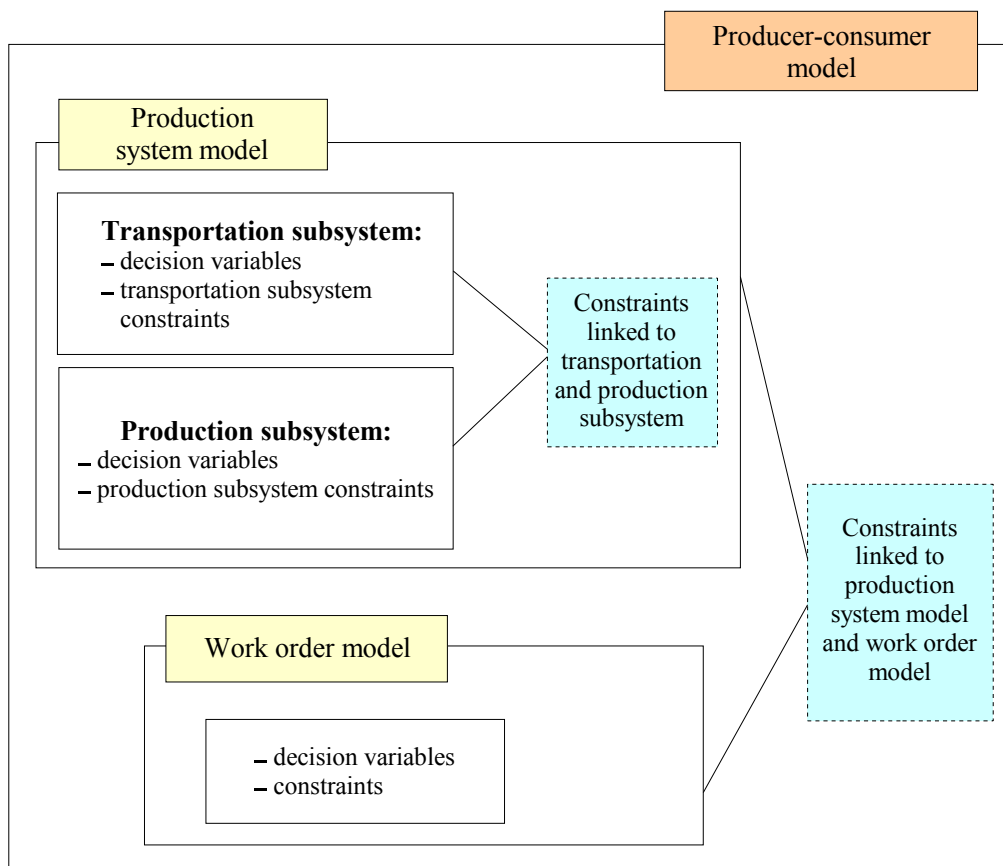 Producer-consumer
model
Production
system model
Transportation subsystem:
– decision variables
– transportation subsystem
constraints
Constraints
linked to
transportation
and production
subsystem
Production subsystem:
– decision variables
– production subsystem constraints
Constraints
linked to
production
system model
and work order
model
Work order model
– decision variables
– constraints